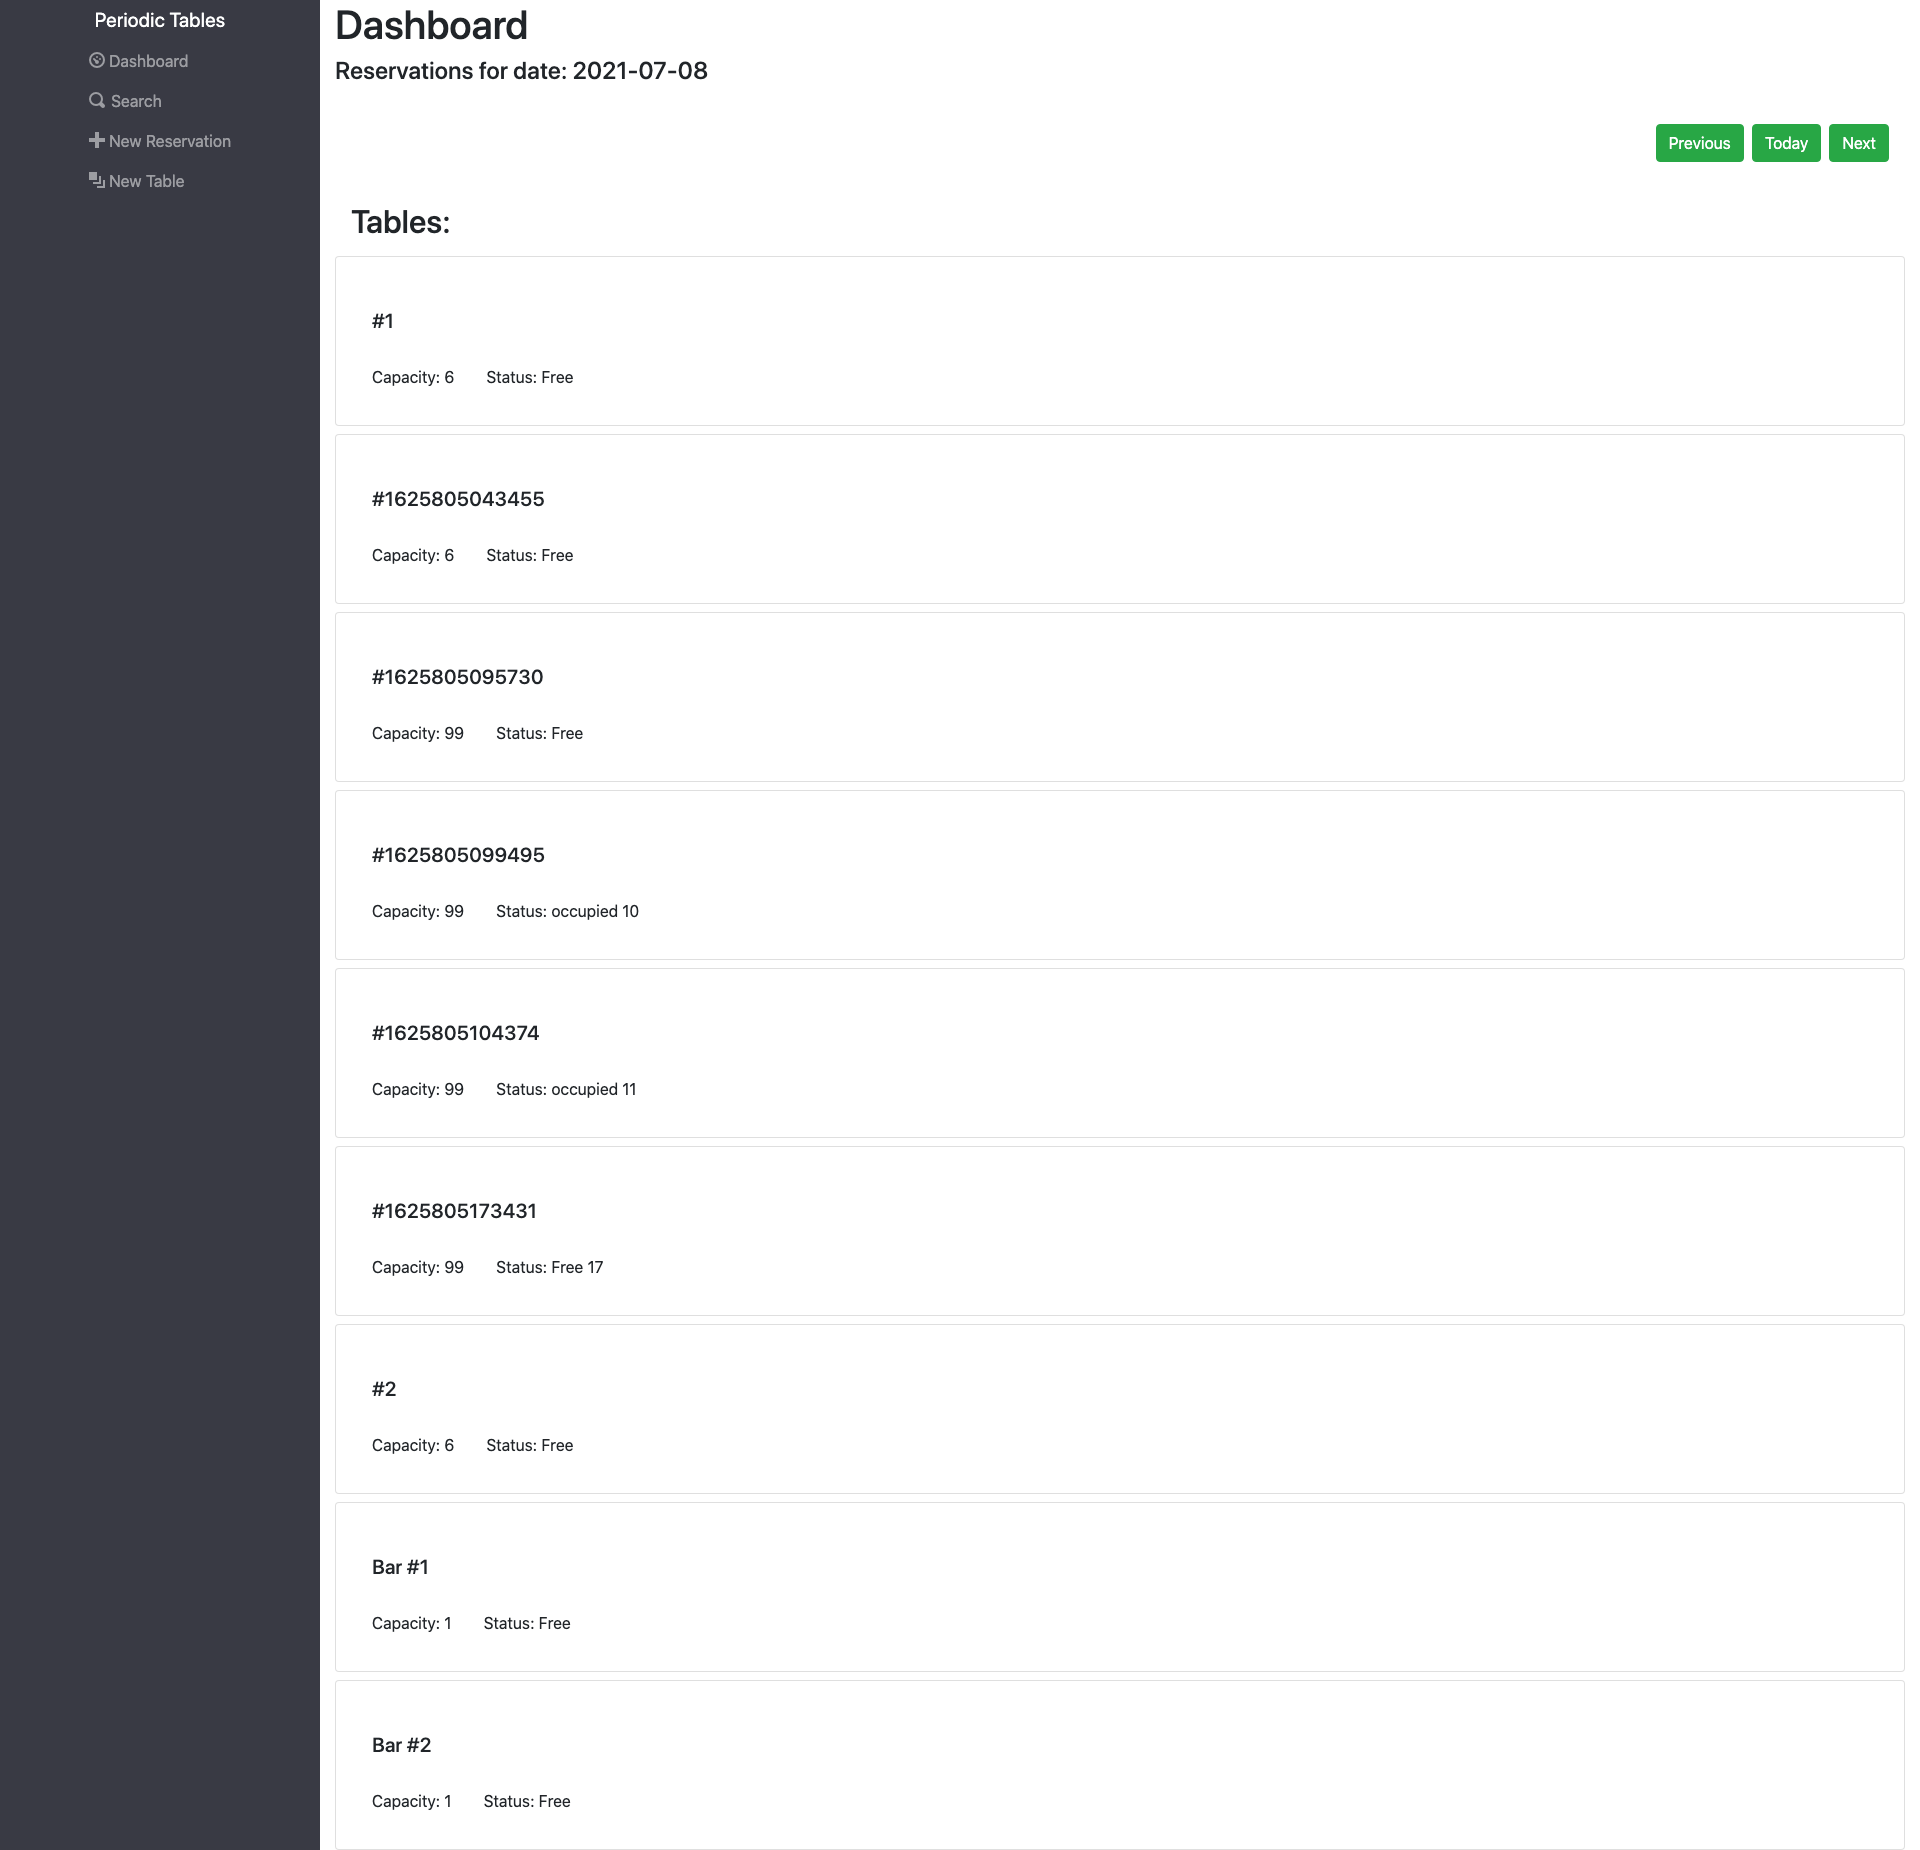 Periodic Tables
Dashboard
Search
New Reservation
New Table
Dashboard
Reservations for date: 2021-07-08
Previous Today Next
Tables:
#1
Capacity: 6 Status: Free
#1625805043455
Capacity: 6 Status: Free
#1625805095730
Capacity: 99 Status: Free
#1625805099495
Capacity: 99 Status: occupied 10
#1625805104374
Capacity: 99 Status: occupied 11
#1625805173431
Capacity: 99 Status: Free 17
#2
Capacity: 6 Status: Free
Bar #1
Capacity: 1 Status: Free
Bar #2
Capacity: 1 Status: Free